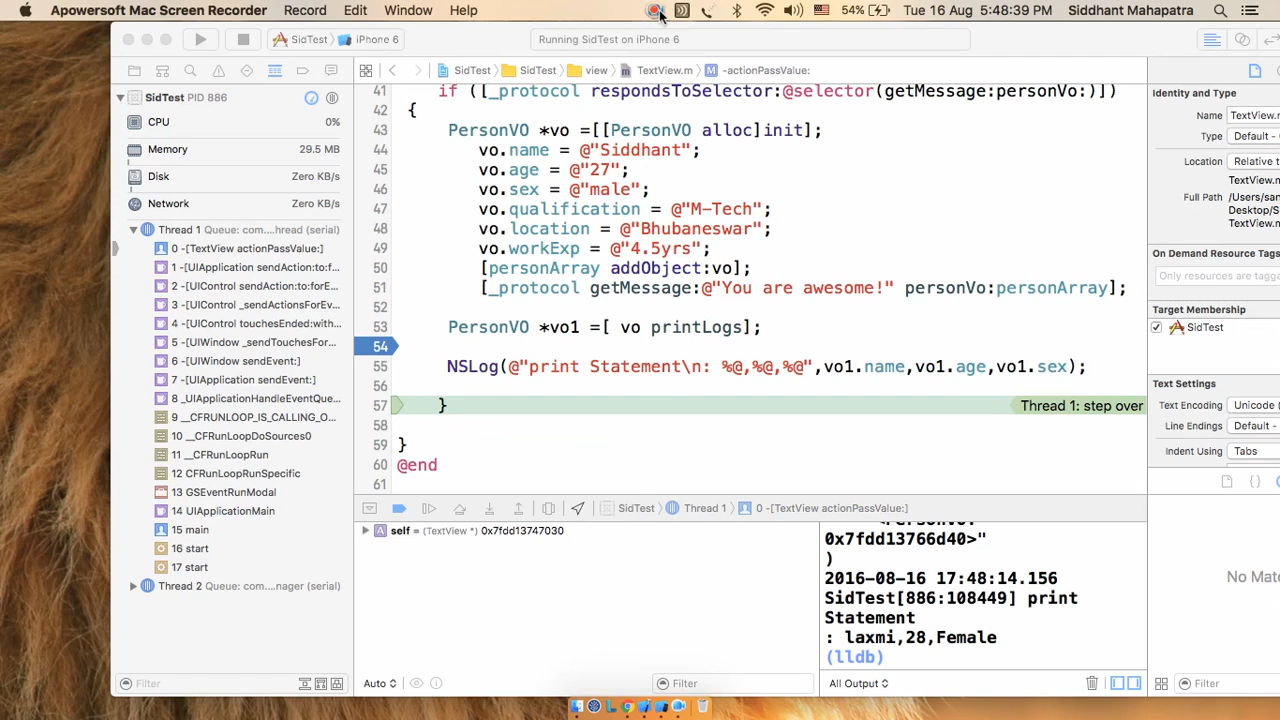 Apowersoft Mac Screen Recorder Record Edit Window Help 54% Tue 16 Aug 5:48:39 PM Siddhant Mahapatra
SidTest iPhone 6 Running SidTest on iPhone 6
SidTest SidTest view TextView.m M -actionPassValue:
SidTest PID 886
CPU 0%
Memory 29.5 MB
Disk Zero KB/s
Network Zero KB/s
Thread 1 Queue: com....hread (serial)
0 -[TextView actionPassValue:]
1 -[UIApplication sendAction:to:f...
2 -[UIControl sendAction:to:forE...
3 -[UIControl _sendActionsForEv...
4 -[UIControl touchesEnded:with...
5 -[UIWindow _sendTouchesFor...
6 -[UIWindow sendEvent:]
7 -[UIApplication sendEvent:]
8 _UIApplicationHandleEventQue...
9 __CFRUNLOOP_IS_CALLING_O...
10 __CFRunLoopDoSources0
11 __CFRunLoopRun
12 CFRunLoopRunSpecific
13 GSEventRunModal
14 UIApplicationMain
15 main
16 start
17 start
Thread 2 Queue: com....nager (serial)
Filter
41 if ([_protocol respondsToSelector:@selector(getMessage:personVo:)])
42 {
43 PersonVO *vo =[[PersonVO alloc]init];
44 vo.name = @"Siddhant";
45 vo.age = @"27";
46 vo.sex = @"male";
47 vo.qualification = @"M-Tech";
48 vo.location = @"Bhubaneswar";
49 vo.workExp = @"4.5yrs";
50 [personArray addObject:vo];
51 [_protocol getMessage:@"You are awesome!" personVo:personArray];
52
53 PersonVO *vo1 =[ vo printLogs];
54
55 NSLog(@"print Statement\n: %@,%@,%@",vo1.name,vo1.age,vo1.sex);
56
57 } Thread 1: step over
58
59 }
60 @end
61
SidTest Thread 1 0 -[TextView actionPassValue:]
A self = (TextView *) 0x7fdd13747030
Auto Filter
0x7fdd13766d40>"
)
2016-08-16 17:48:14.156
SidTest[886:108449] print
Statement
: laxmi,28,Female
(lldb)
All Output
Identity and Type
Name TextView.m
Type Default -
Location Relative t
TextView.m
Full Path /Users/san
Desktop/S
TextView.m
On Demand Resource Tags
Only resources are tagga
Target Membership
SidTest
Text Settings
Text Encoding Unicode (
Line Endings Default -
Indent Using Tabs
No Mat
Filter